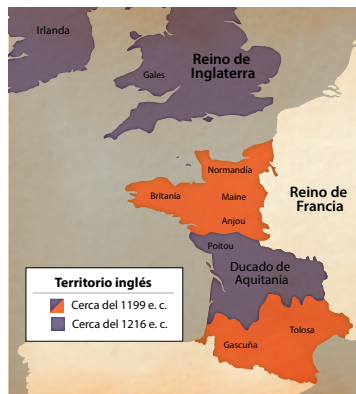 Irlanda
Reino de
Inglaterra
Gales
Normandía
Britania
Maine
Anjou
Reino de
Francia
Poitou
Ducado de
Aquitania
Territorio inglés
Cerca del 1199 e. c.
Cerca del 1216 e. c.
Tolosa
Gascuña